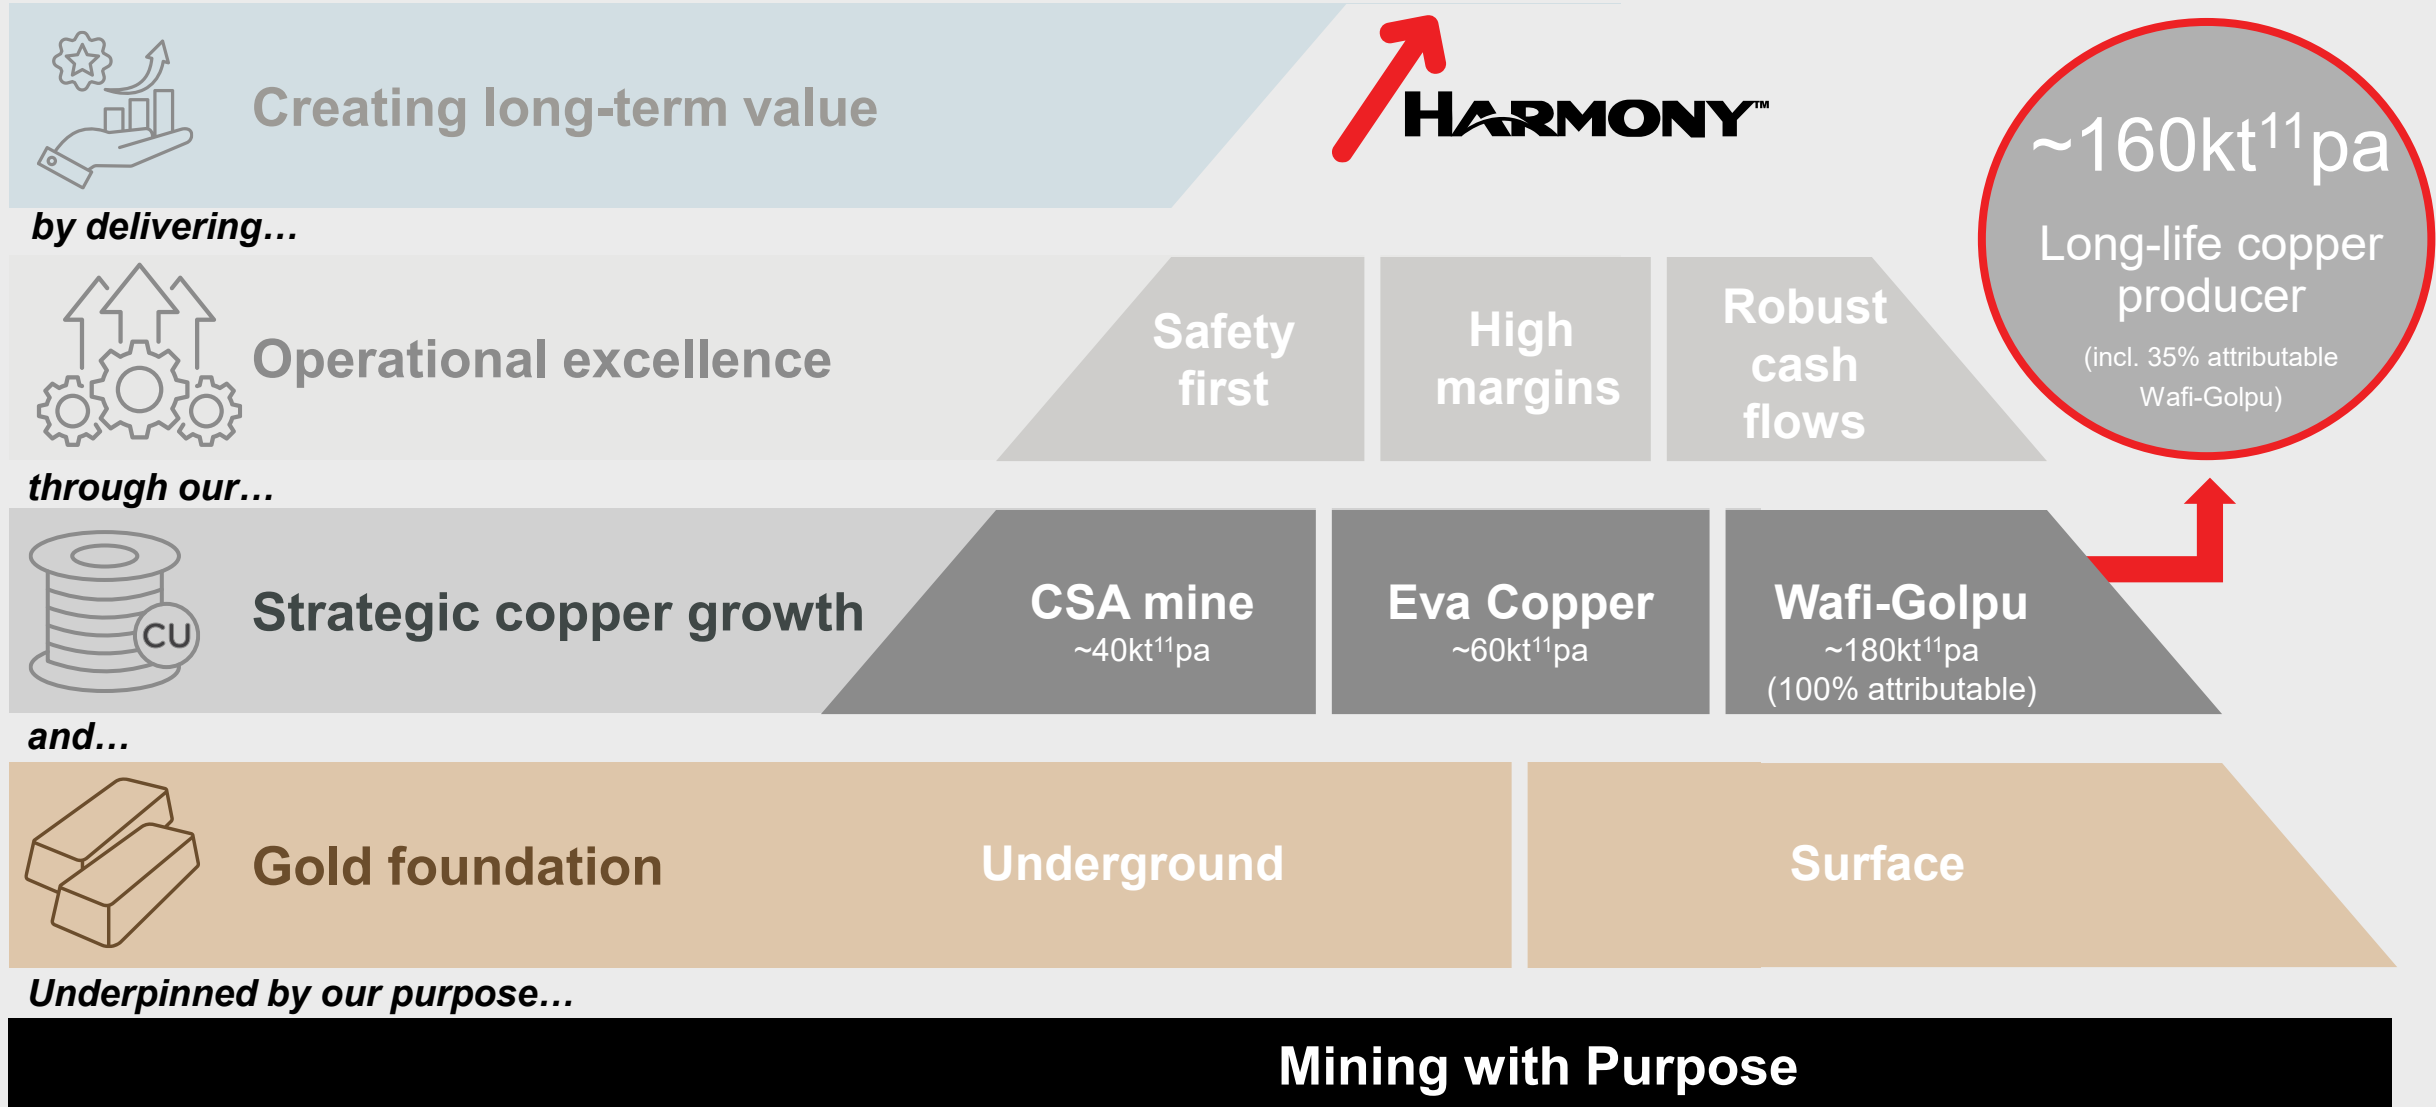 Creating long-term value
HARMONY™
~160kt¹¹pa
Long-life copper
producer
(incl. 35% attributable
Wafi-Golpu)
by delivering…
Operational excellence
Safety
first
High
margins
Robust
cash
flows
through our…
CU
Strategic copper growth
CSA mine
~40kt¹¹pa
Eva Copper
~60kt¹¹pa
Wafi-Golpu
~180kt¹¹pa
(100% attributable)
and…
Gold foundation
Underground
Surface
Underpinned by our purpose…
Mining with Purpose